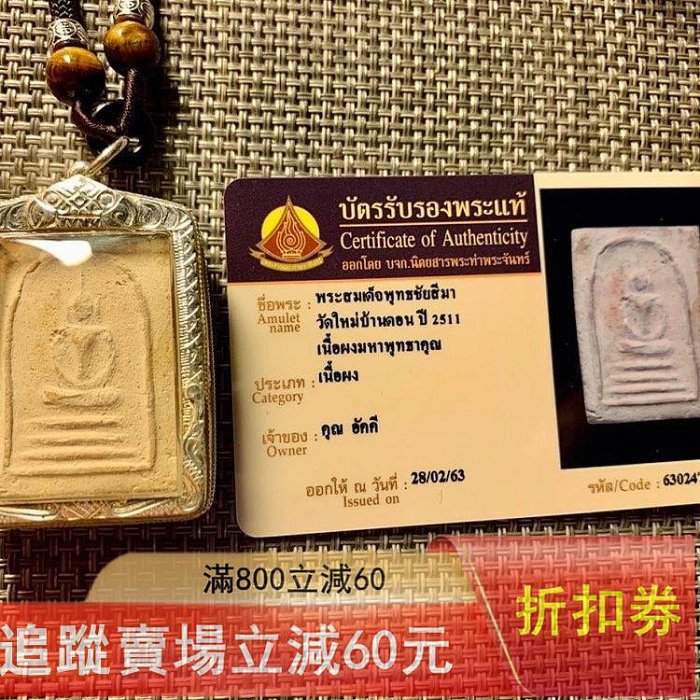 บัตรรับรองพระแท้
Certificate of Authenticity
ออกโดย บจก.นิตยสารพระท่าพระจันทร์
ชื่อพระ : พระสมเด็จพุทธชัยสีมา
Amulet name
วัดใหม่บ้านดอน ปี 2511
เนื้อผงมหาพุทธาคุณ
ประเภท : เนื้อผง
Category
เจ้าของ : คุณ อัคคี
Owner
ออกให้ ณ วันที่ : 28/02/63
Issued on
รหัส/Code : 63024
滿800立減60
折扣券
追蹤賣場立減60元